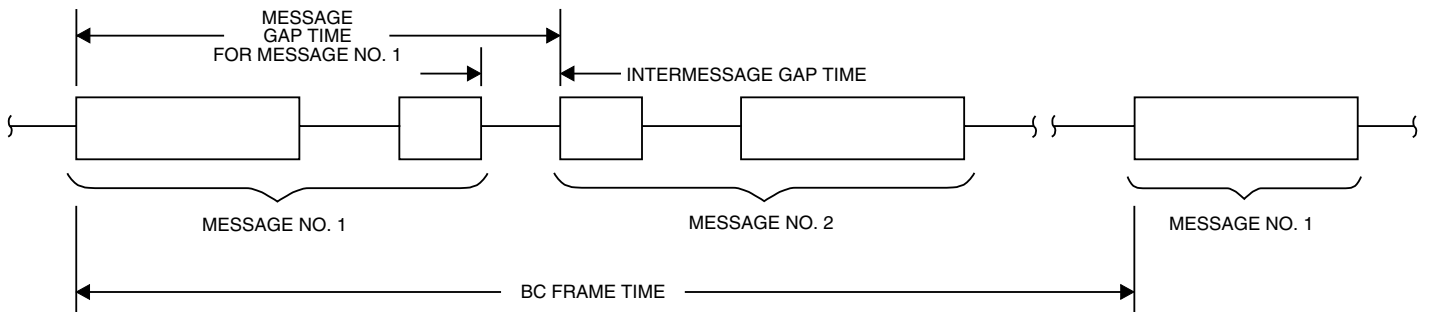 MESSAGE
GAP TIME
FOR MESSAGE NO. 1
INTERMESSAGE GAP TIME
MESSAGE NO. 1
MESSAGE NO. 2
MESSAGE NO. 1
BC FRAME TIME